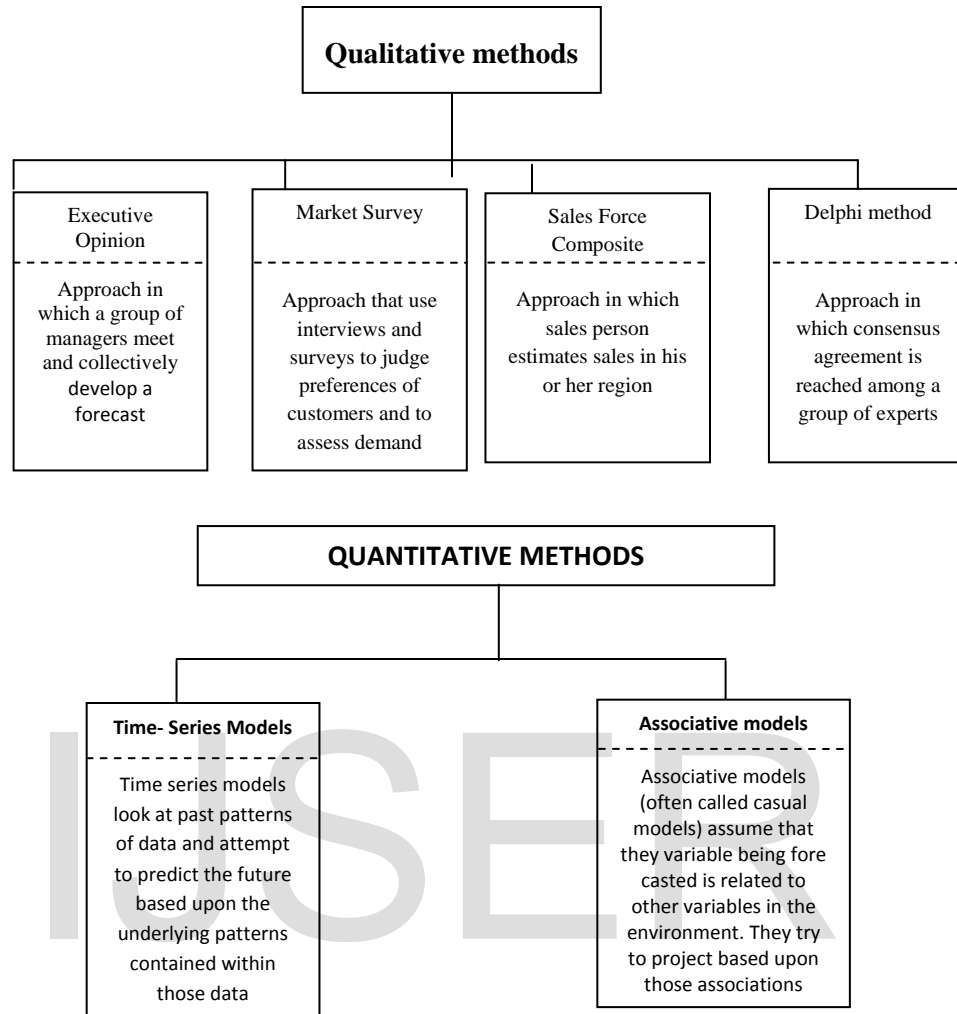 Qualitative methods
Executive
Opinion
Approach in
which a group of
managers meet
and collectively
develop a
forecast
Market Survey
Approach that use
interviews and
surveys to judge
preferences of
customers and to
assess demand
Sales Force
Composite
Approach in which
sales person
estimates sales in his
or her region
Delphi method
Approach in
which consensus
agreement is
reached among a
group of experts
QUANTITATIVE METHODS
Time- Series Models
Time series models
look at past patterns
of data and attempt
to predict the future
based upon the
underlying patterns
contained within
those data
Associative models
Associative models
(often called casual
models) assume that
they variable being fore
casted is related to
other variables in the
environment. They try
to project based upon
those associations
IJSER